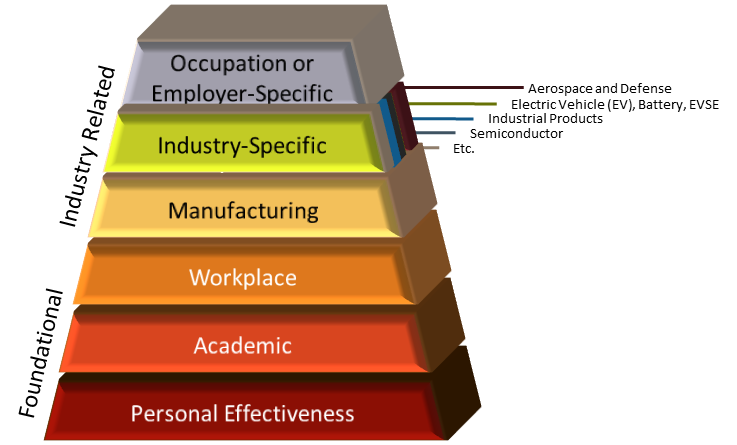 Industry Related
Foundational
Occupation or
Employer-Specific
Industry-Specific
Manufacturing
Workplace
Academic
Personal Effectiveness
Aerospace and Defense
Electric Vehicle (EV), Battery, EVSE
Industrial Products
Semiconductor
Etc.